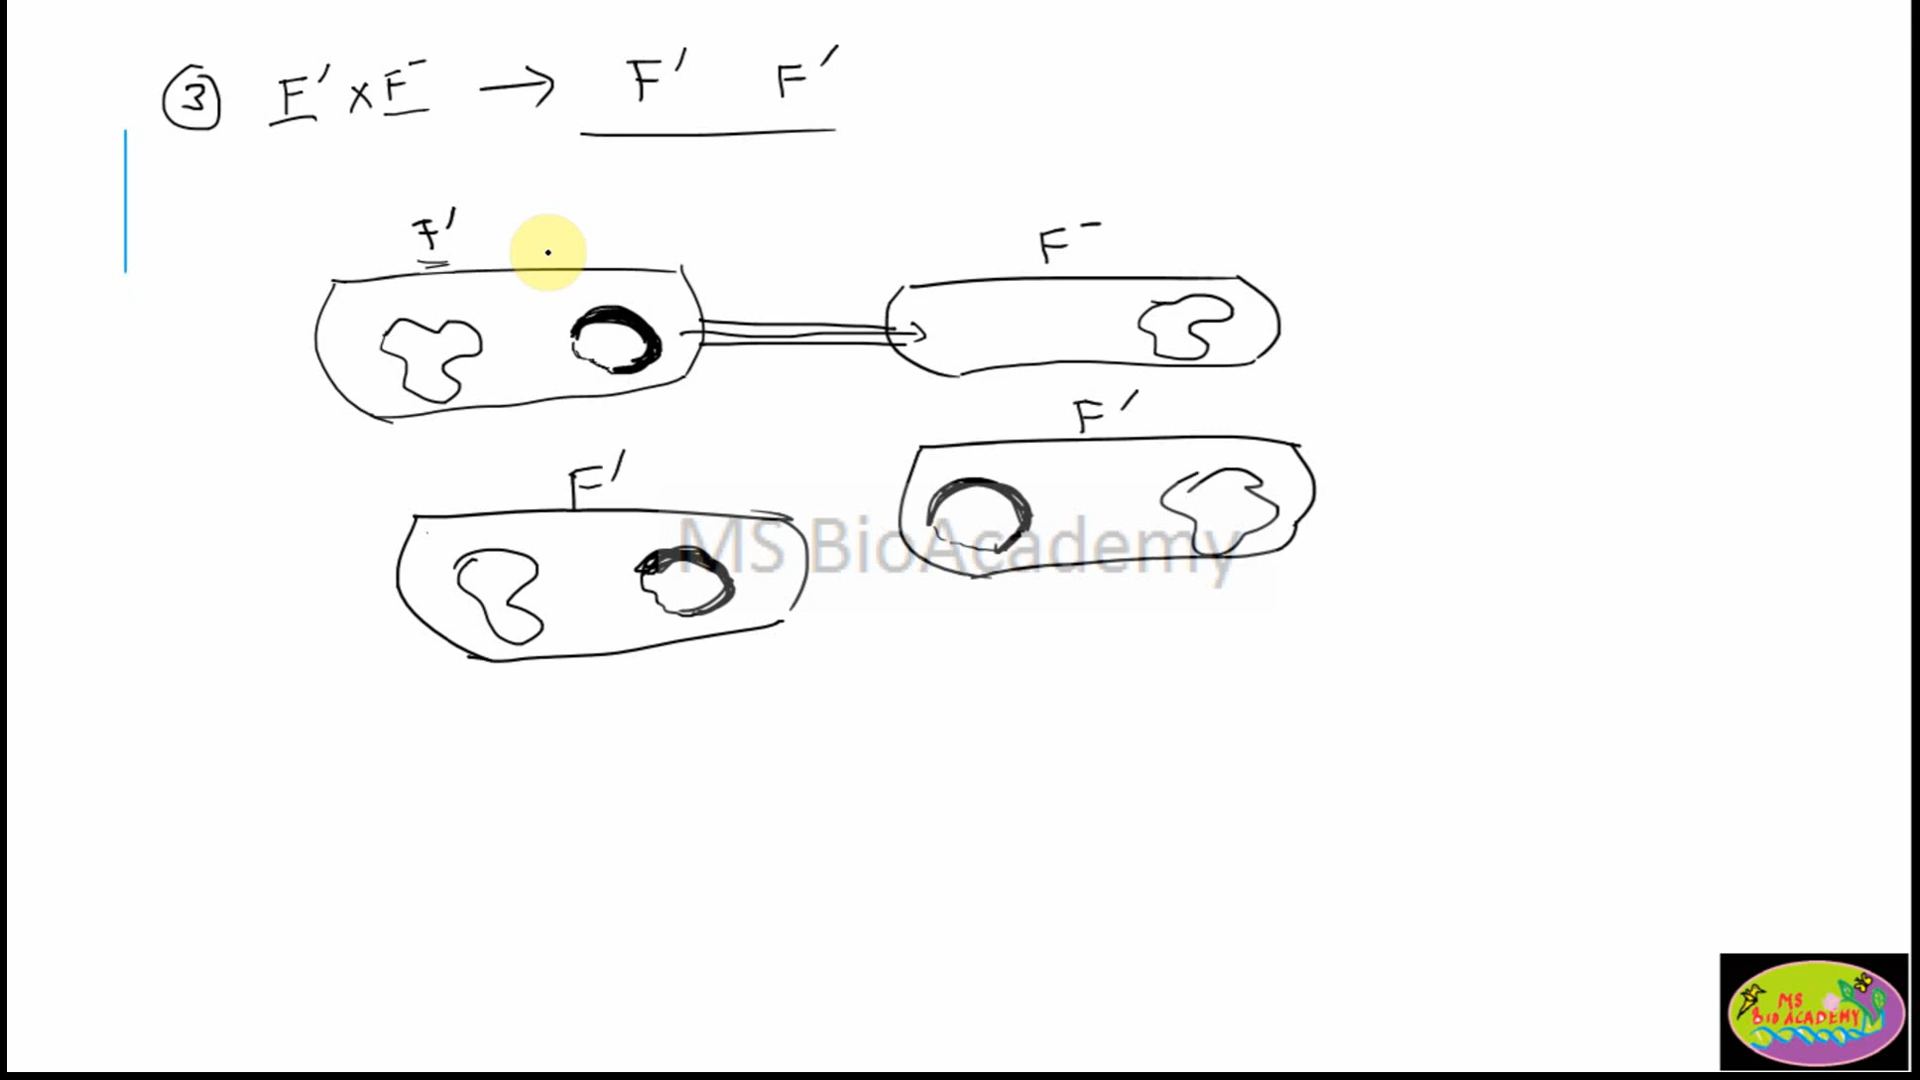 ③ F' x F⁻ → F' F'
F'
F⁻
F'
F'
MS BioAcademy
MS
BIO ACADEMY